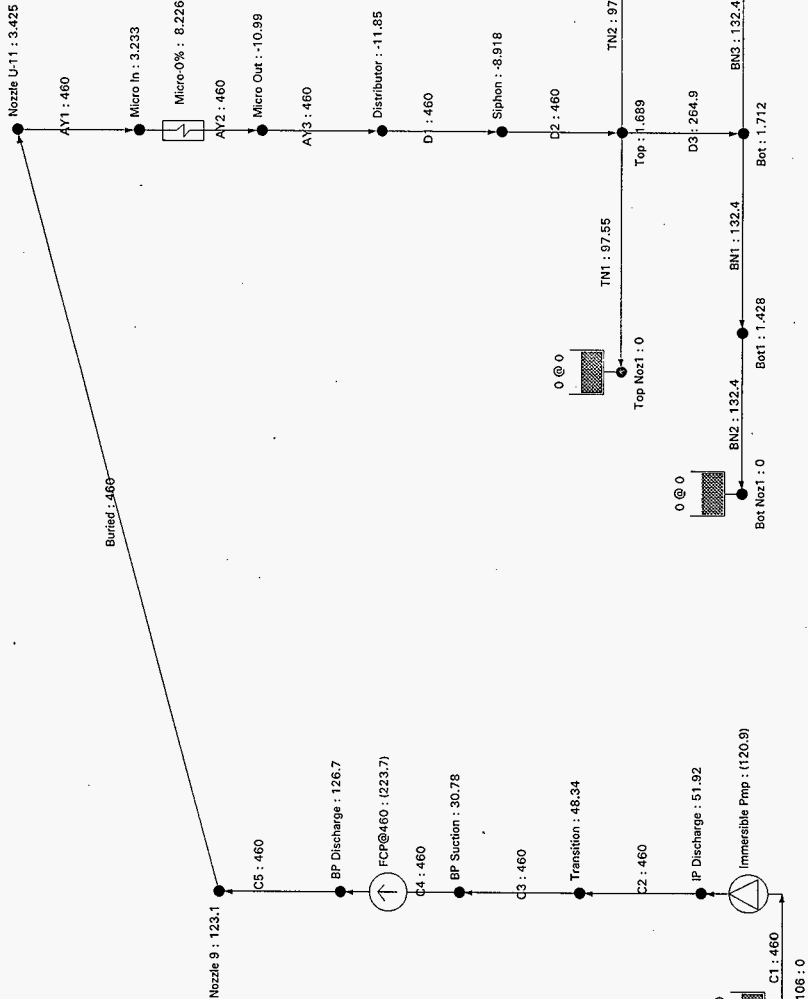 Nozzle U-11 : 3.425
AY1 : 460
Micro In : 3.233
Micro-0% : 8.226
AY2 : 460
Micro Out : -10.99
AY3 : 460
Distributor : -11.85
D1 : 460
Siphon : -8.918
D2 : 460
TN2 : 97
Top : 1.689
D3 : 264.9
BN3 : 132.4
Bot : 1.712
TN1 : 97.55
BN1 : 132.4
0 @ 0
Top Noz1 : 0
Bot1 : 1.428
BN2 : 132.4
0 @ 0
Bot Noz1 : 0
Buried : 460
Nozzle 9 : 123.1
C5 : 460
BP Discharge : 126.7
FCP@460 : (223.7)
C4 : 460
BP Suction : 30.78
C3 : 460
Transition : 48.34
C2 : 460
IP Discharge : 51.92
Immersible Pmp : (120.9)
C1 : 460
106 : 0